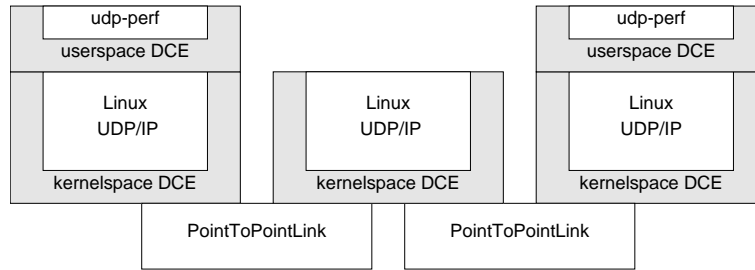 udp-perf
userspace DCE
Linux
UDP/IP
kernelspace DCE
Linux
UDP/IP
kernelspace DCE
udp-perf
userspace DCE
Linux
UDP/IP
kernelspace DCE
PointToPointLink
PointToPointLink